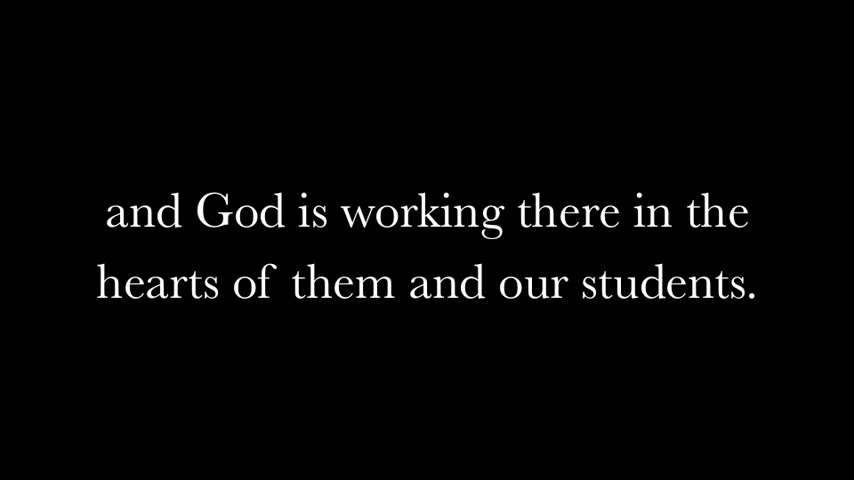 and God is working there in the
hearts of them and our students.